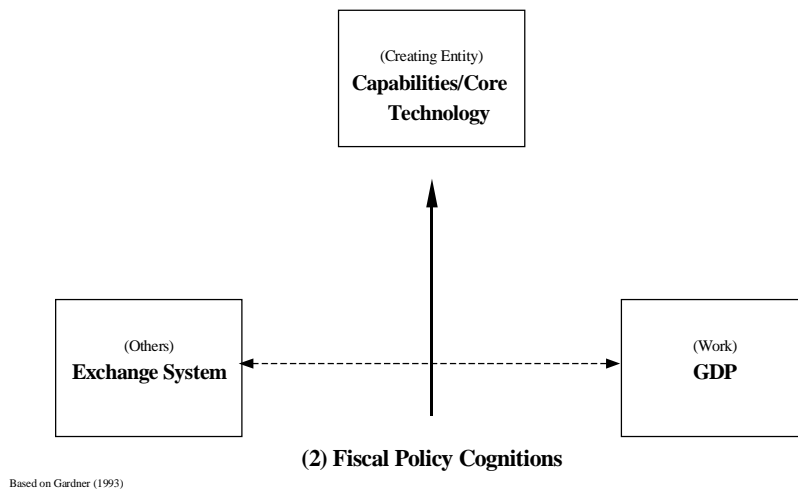 (Creating Entity)
Capabilities/Core
Technology
(Others)
Exchange System
(Work)
GDP
(2) Fiscal Policy Cognitions
Based on Gardner (1993)